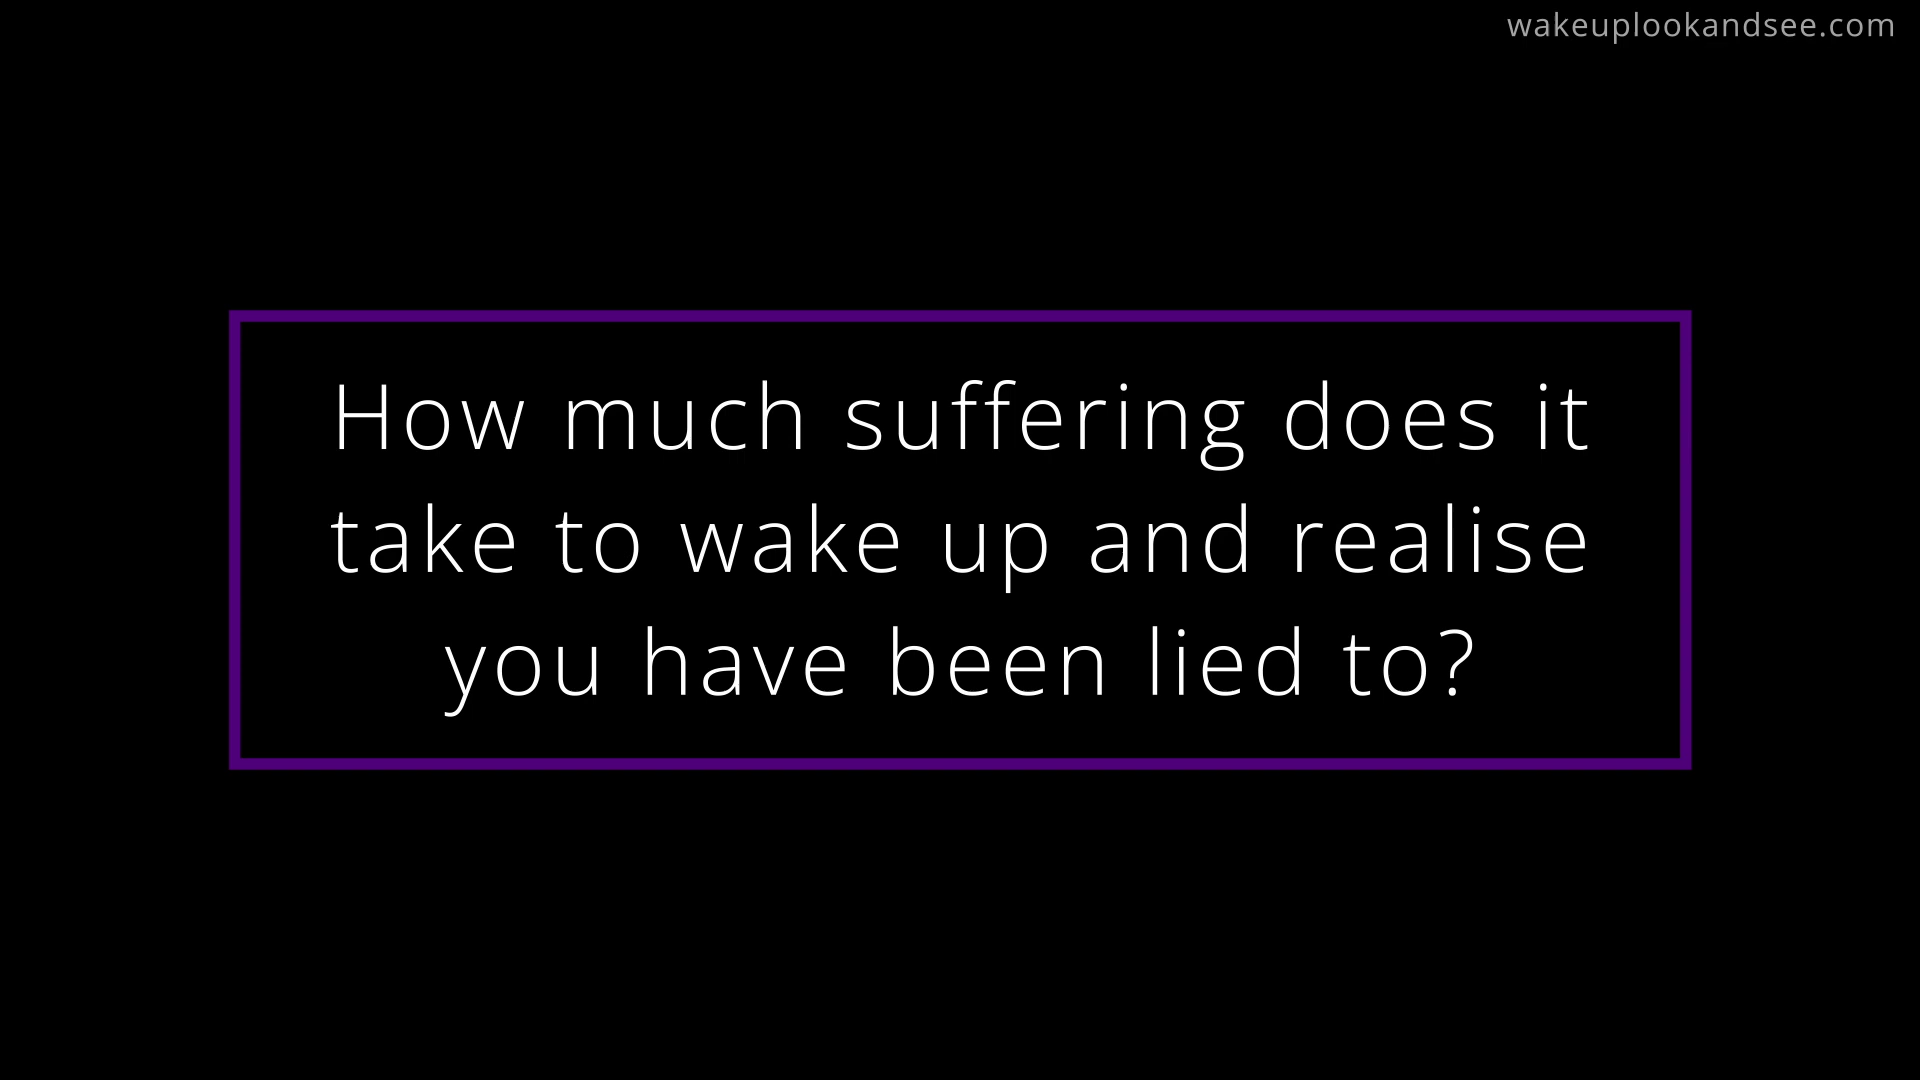 wakeuplookandsee.com
How much suffering does it
take to wake up and realise
you have been lied to?